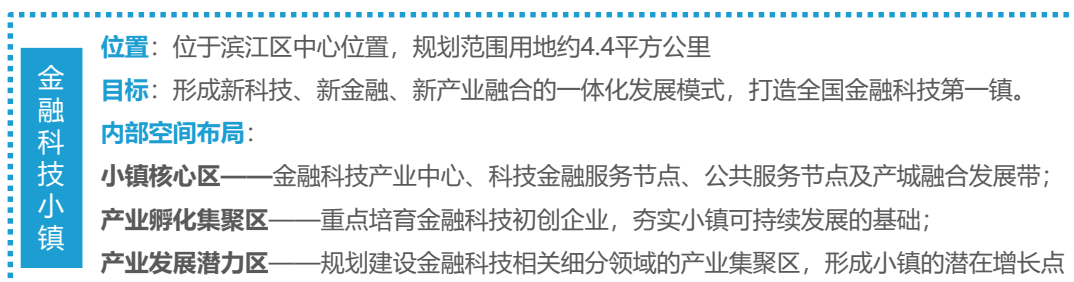 金融科技小镇
位置：位于滨江区中心位置，规划范围用地约4.4平方公里
目标：形成新科技、新金融、新产业融合的一体化发展模式，打造全国金融科技第一镇。
内部空间布局：
小镇核心区——金融科技产业中心、科技金融服务节点、公共服务节点及产城融合发展带；
产业孵化集聚区——重点培育金融科技初创企业，夯实小镇可持续发展的基础；
产业发展潜力区——规划建设金融科技相关细分领域的产业集聚区，形成小镇的潜在增长点